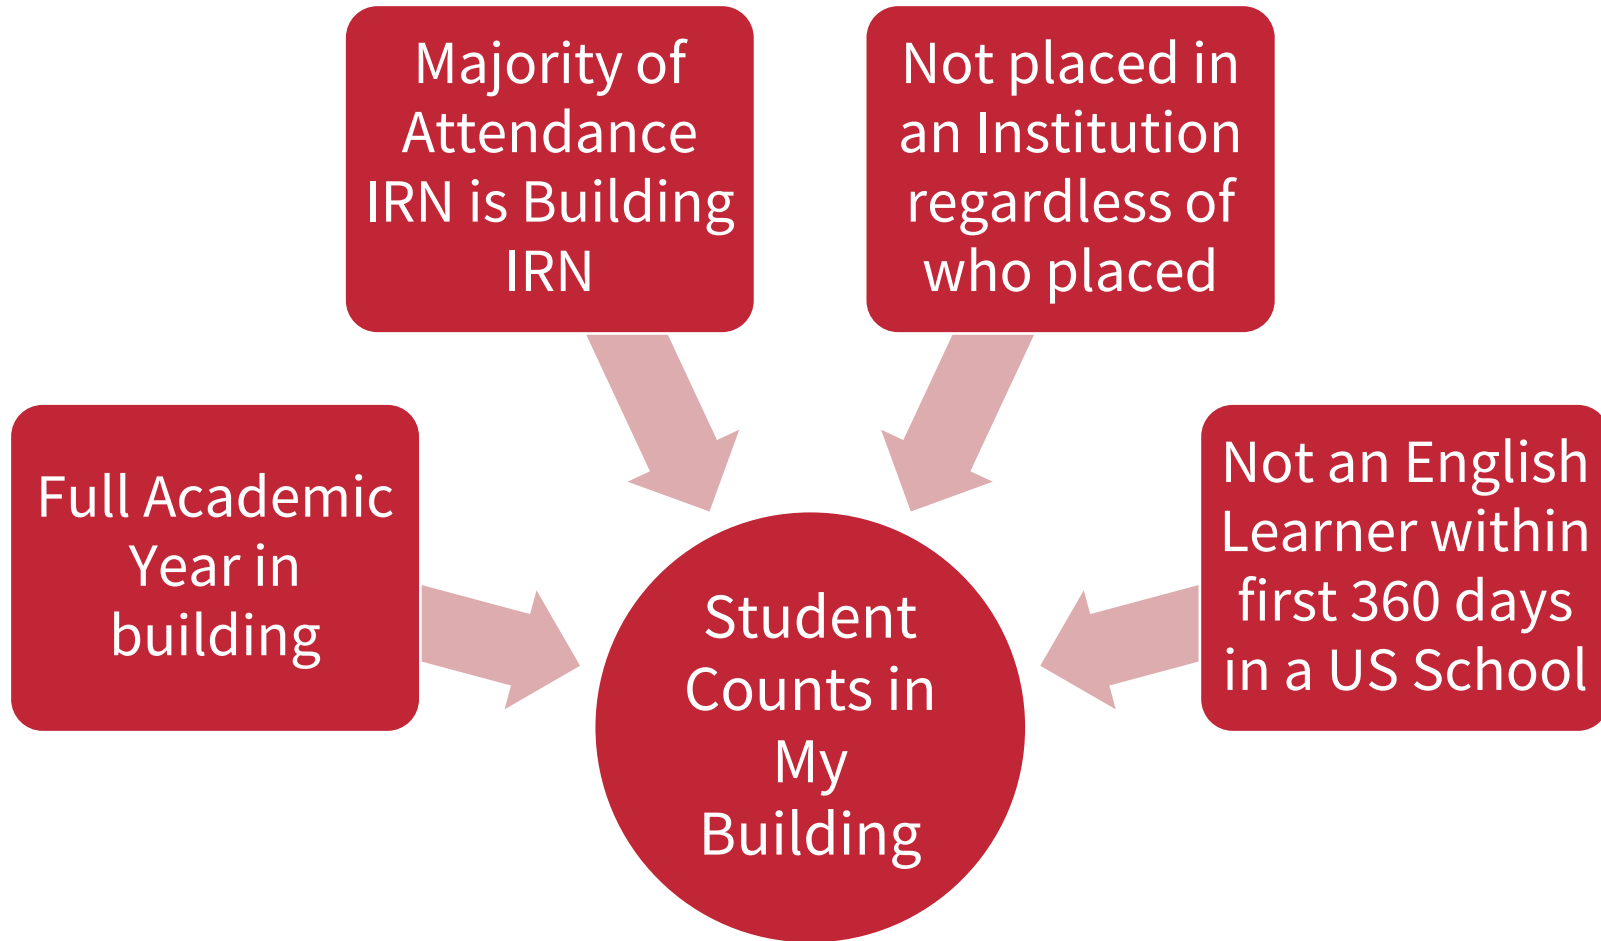 Majority of
Attendance
IRN is Building
IRN
Not placed in
an Institution
regardless of
who placed
Full Academic
Year in
building
Not an English
Learner within
first 360 days
in a US School
Student
Counts in
My
Building